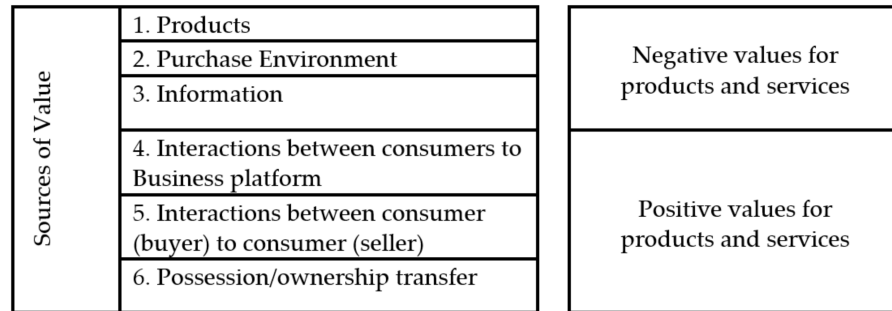 Sources of Value
1. Products
2. Purchase Environment
3. Information
4. Interactions between consumers to
Business platform
5. Interactions between consumer
(buyer) to consumer (seller)
6. Possession/ownership transfer
Negative values for
products and services
Positive values for
products and services